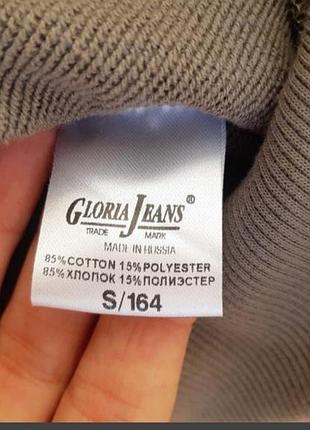 GLORIA JEANS®
TRADE MARK
MADE IN RUSSIA
85% COTTON 15% POLYESTER
85% ХЛОПОК 15% ПОЛИЭСТЕР
S/164